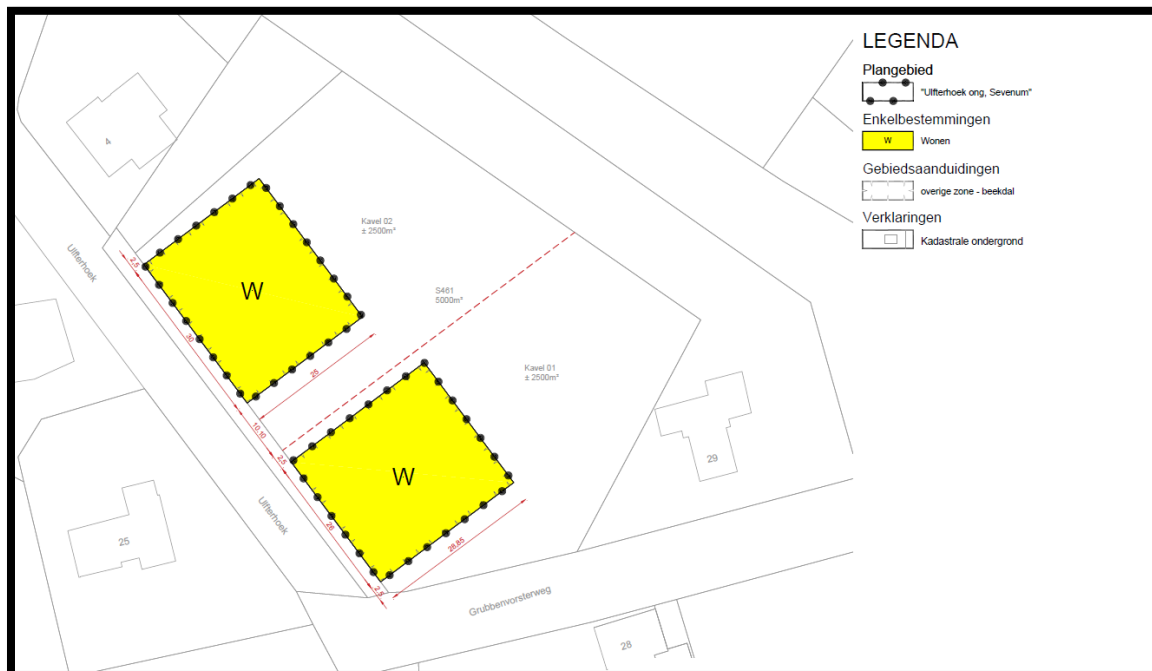 LEGENDA
Plangebied
"Ulfterhoek ong, Sevenum"
Enkelbestemmingen
W
Wonen
Gebiedsaanduidingen
overige zone - beekdal
Verklaringen
Kadastrale ondergrond
4
Kavel 02
± 2500m²
Ulfterhoek
2,5
W
S461
5000m²
30
25
Kavel 01
± 2500m²
10,10
2,5
W
29
Ulfterhoek
26
25
28,85
2,5
Grubbenvorsterweg
28